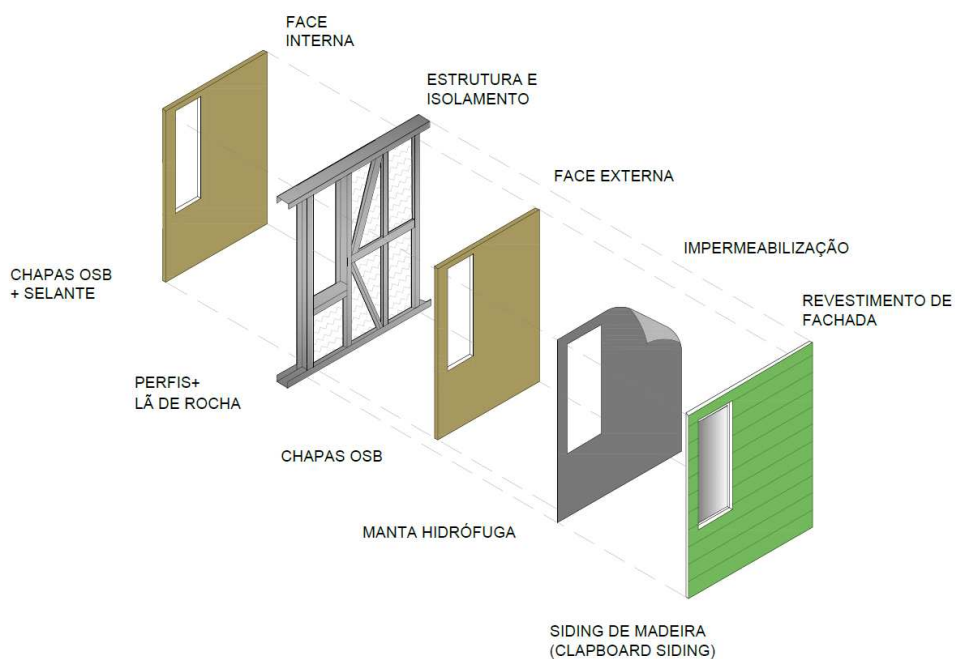 FACE
INTERNA
ESTRUTURA E
ISOLAMENTO
FACE EXTERNA
IMPERMEABILIZAÇÃO
REVESTIMENTO DE
FACHADA
CHAPAS OSB
+ SELANTE
PERFIS+
LÃ DE ROCHA
CHAPAS OSB
MANTA HIDRÓFUGA
SIDING DE MADEIRA
(CLAPBOARD SIDING)